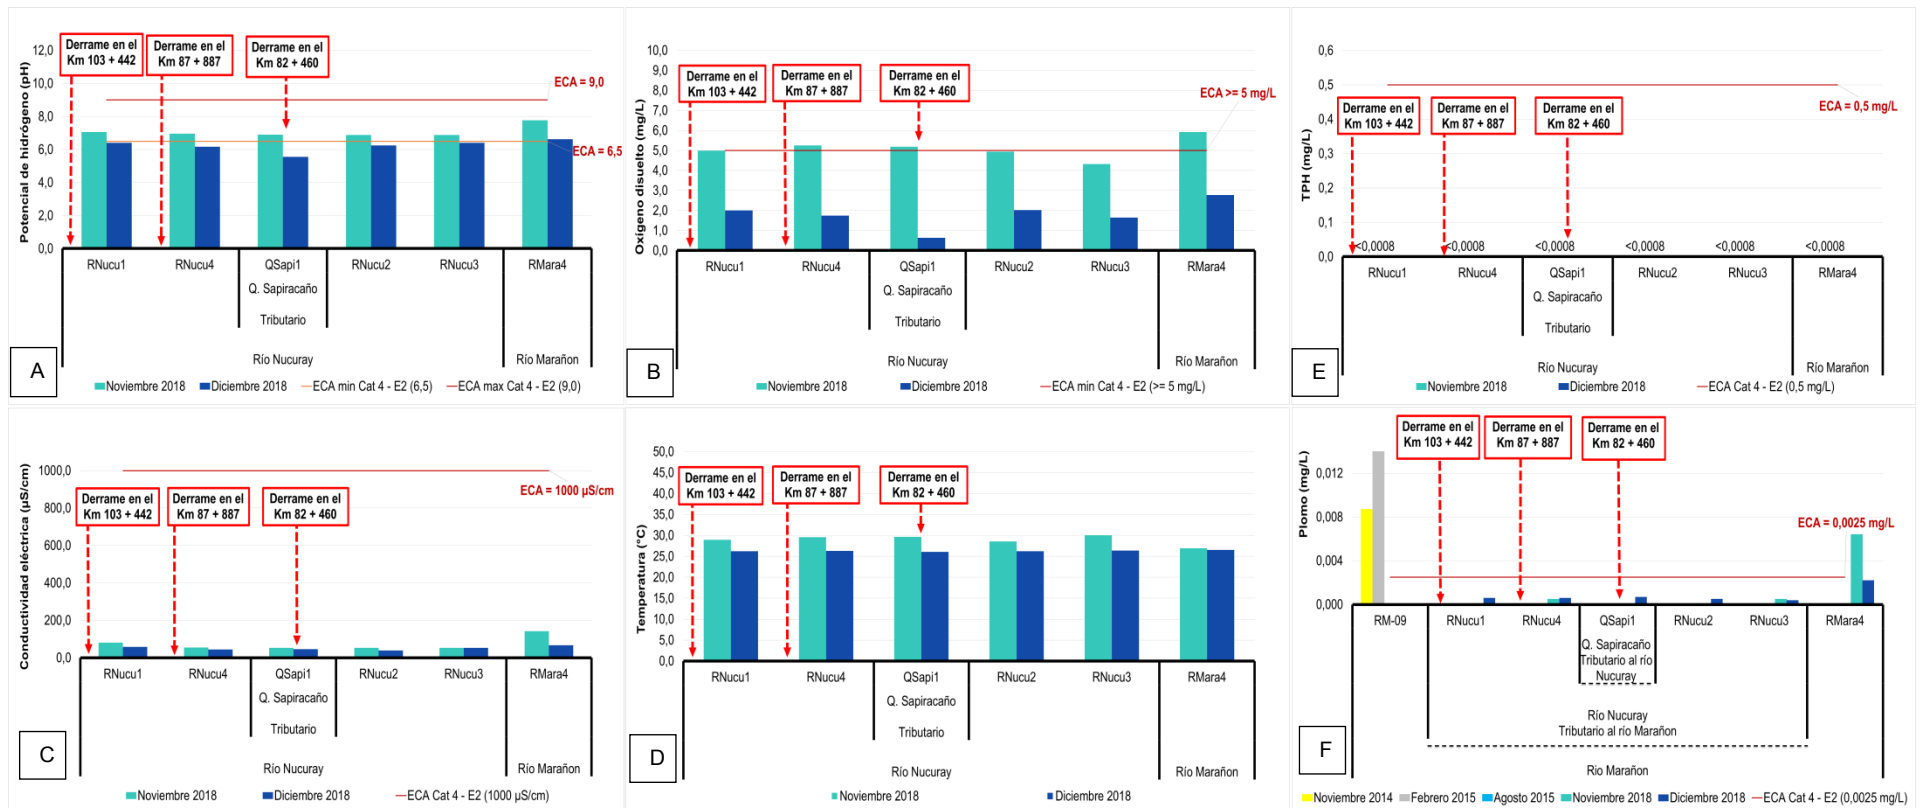 Potencial de hidrógeno (pH)
12,0
10,0
8,0
6,0
4,0
2,0
0,0
Derrame en el
Km 103 + 442
Derrame en el
Km 87 + 887
Derrame en el
Km 82 + 460
ECA = 9,0
ECA = 6,5
RNucu1
RNucu4
QSapi1
RNucu2
RNucu3
RMara4
Q. Sapiracaño
Tributario
Río Nucuray
Río Marañon
A
Noviembre 2018
Diciembre 2018
ECA min Cat 4 - E2 (6,5)
ECA max Cat 4 - E2 (9,0)
Oxígeno disuelto (mg/L)
10,0
9,0
8,0
7,0
6,0
5,0
4,0
3,0
2,0
1,0
0,0
Derrame en el
Km 103 + 442
Derrame en el
Km 87 + 887
Derrame en el
Km 82 + 460
ECA >= 5 mg/L
RNucu1
RNucu4
QSapi1
RNucu2
RNucu3
RMara4
Q. Sapiracaño
Tributario
Río Nucuray
Río Marañon
B
Noviembre 2018
Diciembre 2018
ECA min Cat 4 - E2 (>= 5 mg/L)
TPH (mg/L)
0,6
0,5
0,4
0,3
0,2
0,1
0,0
Derrame en el
Km 103 + 442
Derrame en el
Km 87 + 887
Derrame en el
Km 82 + 460
ECA = 0,5 mg/L
<0,0008
<0,0008
<0,0008
<0,0008
<0,0008
<0,0008
RNucu1
RNucu4
QSapi1
RNucu2
RNucu3
RMara4
Q. Sapiracaño
Tributario
Río Nucuray
Río Marañon
E
Noviembre 2018
Diciembre 2018
ECA Cat 4 - E2 (0,5 mg/L)
Conductividad eléctrica (µS/cm)
1000,0
800,0
600,0
400,0
200,0
0,0
Derrame en el
Km 103 + 442
Derrame en el
Km 87 + 887
Derrame en el
Km 82 + 460
ECA = 1000 µS/cm
RNucu1
RNucu4
QSapi1
RNucu2
RNucu3
RMara4
Q. Sapiracaño
Tributario
Río Nucuray
Río Marañon
C
Noviembre 2018
Diciembre 2018
ECA Cat 4 - E2 (1000 µS/cm)
Temperatura (°C)
50,0
45,0
40,0
35,0
30,0
25,0
20,0
15,0
10,0
5,0
0,0
Derrame en el
Km 103 + 442
Derrame en el
Km 87 + 887
Derrame en el
Km 82 + 460
RNucu1
RNucu4
QSapi1
RNucu2
RNucu3
RMara4
Q. Sapiracaño
Tributario
Río Nucuray
Río Marañon
D
Noviembre 2018
Diciembre 2018
Plomo (mg/L)
0,012
0,008
0,004
0,000
Derrame en el
Km 103 + 442
Derrame en el
Km 87 + 887
Derrame en el
Km 82 + 460
ECA = 0,0025 mg/L
RM-09
RNucu1
RNucu4
QSapi1
RNucu2
RNucu3
RMara4
Q. Sapiracaño
Tributario al río
Nucuray
Río Nucuray
Tributario al río Marañon
Rio Marañon
F
Noviembre 2014
Febrero 2015
Agosto 2015
Noviembre 2018
Diciembre 2018
ECA Cat 4 - E2 (0,0025 mg/L)